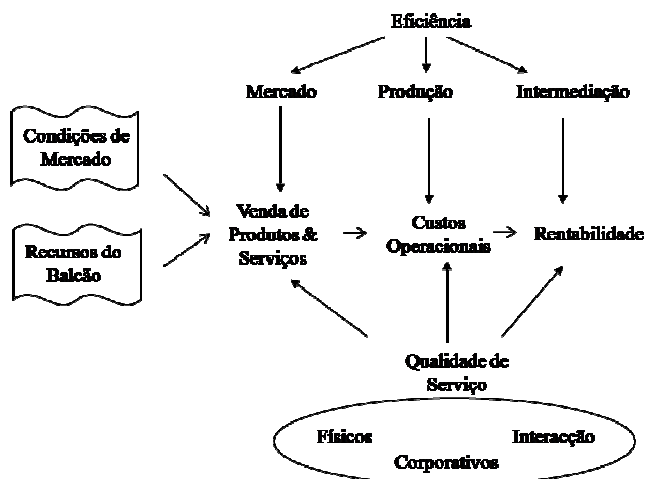 Eficiência
Mercado
Produção
Intermediação
Condições de
Mercado
Recursos do
Balcão
Venda de
Produtos &
Serviços
Custos
Operacionais
Rentabilidade
Qualidade de
Serviço
Físicos
Interacção
Corporativos